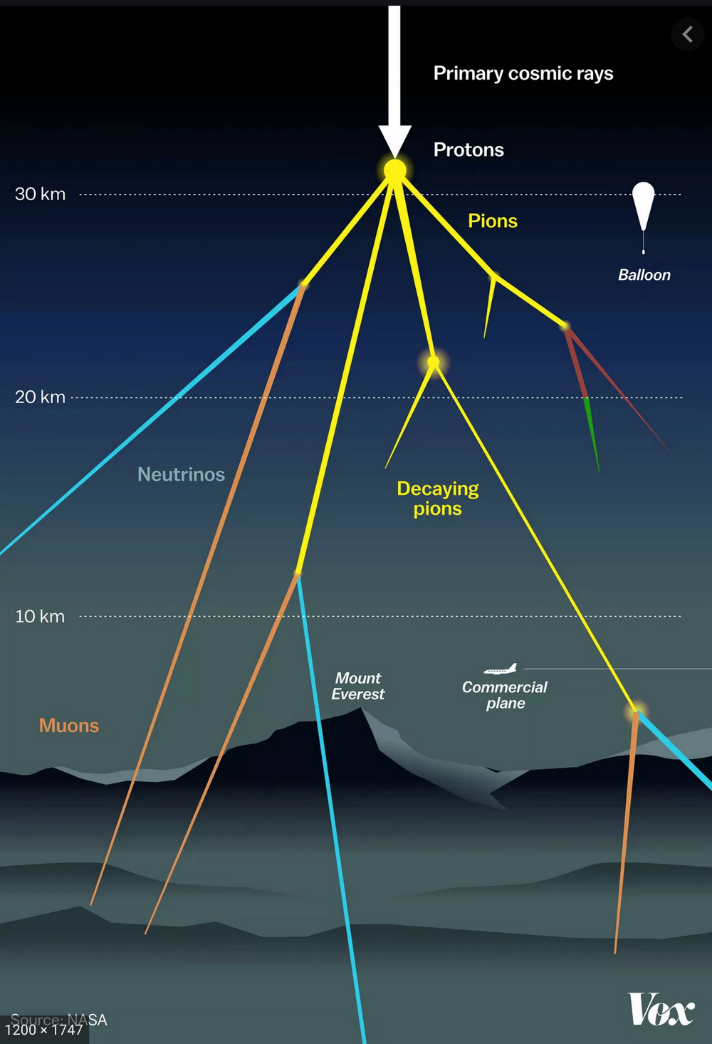 Primary cosmic rays
Protons
30 km
Pions
Balloon
20 km
Neutrinos
Decaying
pions
10 km
Mount
Everest
Commercial
plane
Muons
Source: NASA
1200 × 1747
Vox